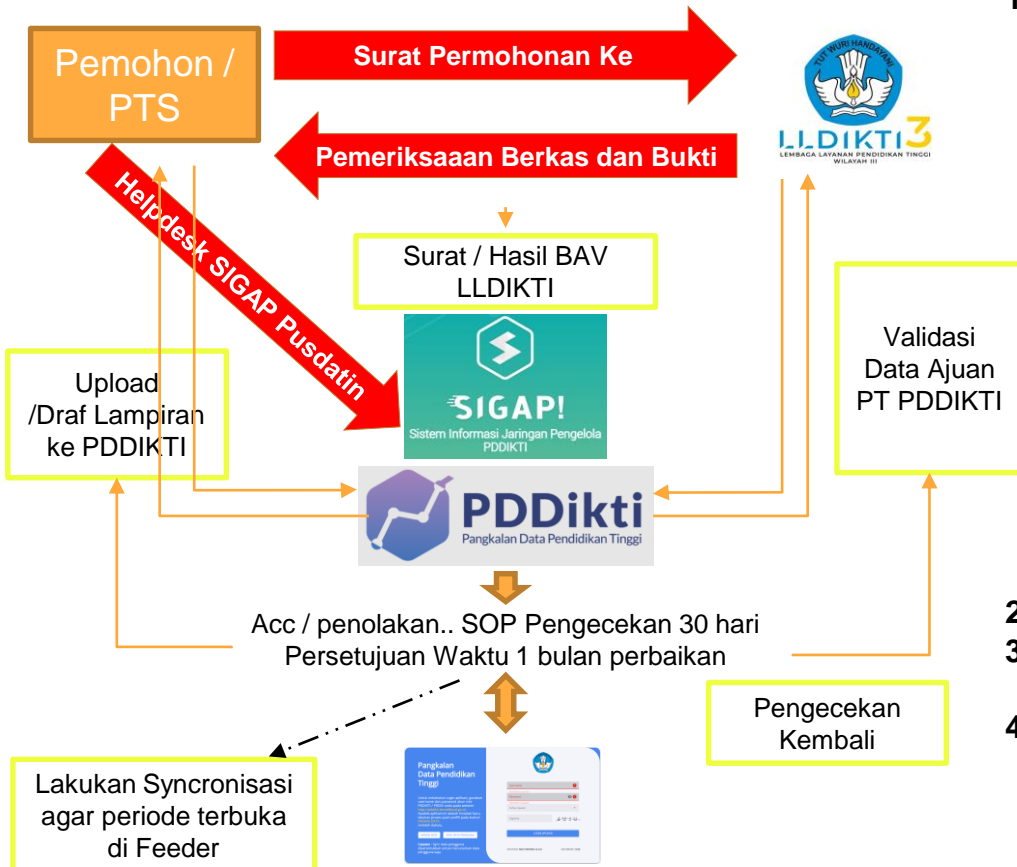 Pemohon /
PTS
Surat Permohonan Ke
TUT WURI HANDAYANI
LLDIKTI 3
LEMBAGA LAYANAN PENDIDIKAN TINGGI
WILAYAH III
Pemeriksaaan Berkas dan Bukti
Helpdesk SIGAP Pusdatin
Surat / Hasil BAV
LLDIKTI
Upload
/Draf Lampiran
ke PDDIKTI
SIGAP!
Sistem Informasi Jaringan Pengelola
PDDIKTI
Validasi
Data Ajuan
PT PDDIKTI
PDDikti
Pangkalan Data Pendidikan Tinggi
Acc / penolakan.. SOP Pengecekan 30 hari
Persetujuan Waktu 1 bulan perbaikan
2
3
4
Pengecekan
Kembali
Lakukan Syncronisasi
agar periode terbuka
di Feeder
Pangkalan
Data Pendidikan
Tinggi